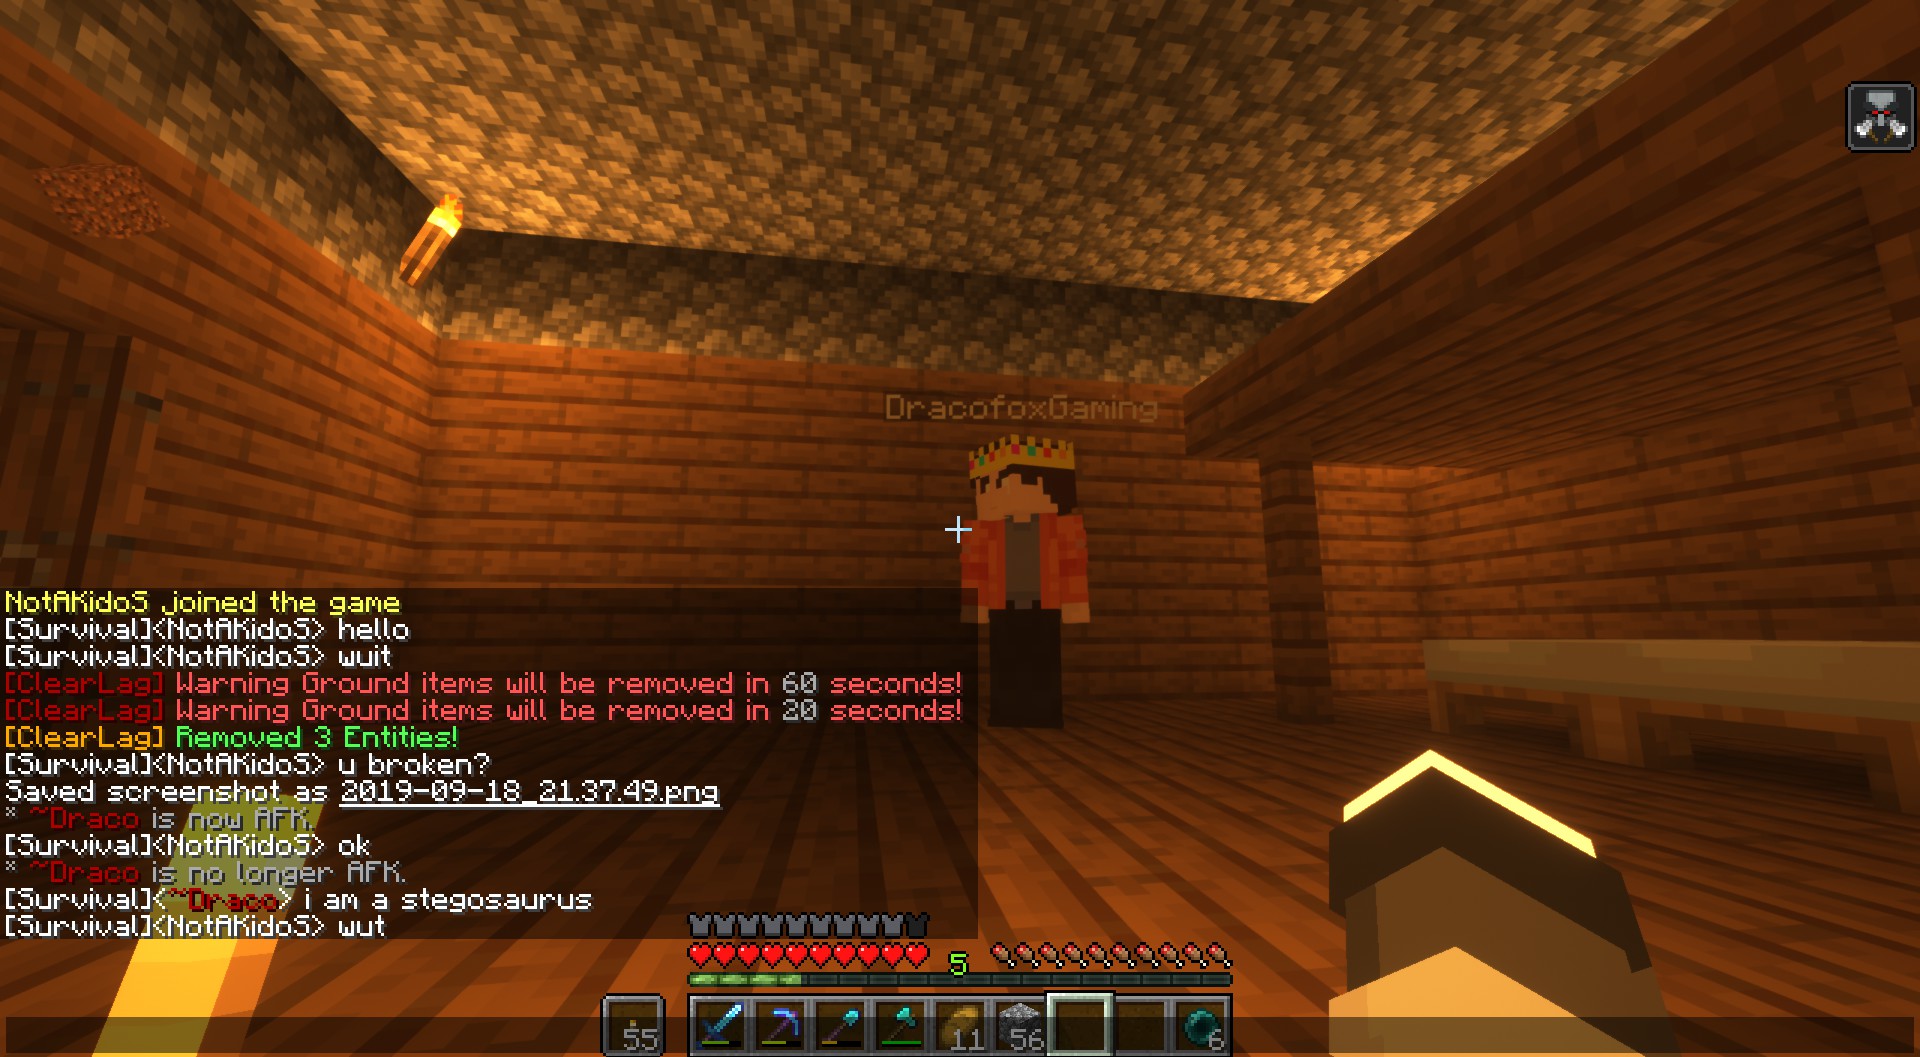 DracofoxGaming
NotAKidoS joined the game
[Survival]<NotAKidoS> hello
[Survival]<NotAKidoS> wuit
[ClearLag] Warning Ground items will be removed in 60 seconds!
[ClearLag] Warning Ground items will be removed in 20 seconds!
[ClearLag] Removed 3 Entities!
[Survival]<NotAKidoS> u broken?
Saved screenshot as 2019-09-18_21.37.49.png
* ~Draco is now AFK.
[Survival]<NotAKidoS> ok
* ~Draco is no longer AFK.
[Survival]<~Draco> i am a stegosaurus
[Survival]<NotAKidoS> wut
5
55 11 56 6